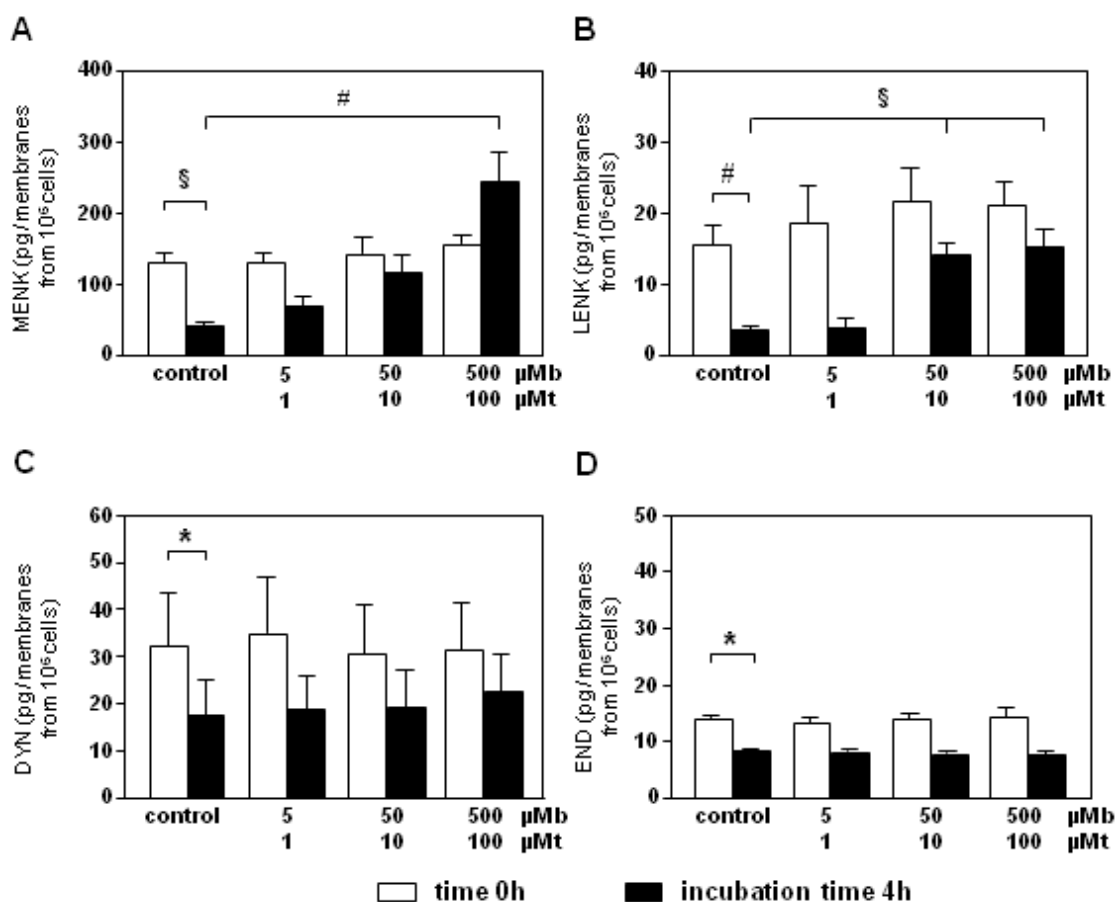 A
MENK (pg/membranes
from 10⁶ cells)
400
300
200
100
0
#
§
control 5 50 500 µMb
1 10 100 µMt
B
LENK (pg/membranes
from 10⁶ cells)
40
30
20
10
0
§
#
control 5 50 500 µMb
1 10 100 µMt
C
DYN (pg/membranes
from 10⁶ cells)
60
50
40
30
20
10
0
*
control 5 50 500 µMb
1 10 100 µMt
D
END (pg/membranes
from 10⁶ cells)
50
40
30
20
10
0
*
control 5 50 500 µMb
1 10 100 µMt
time 0h incubation time 4h